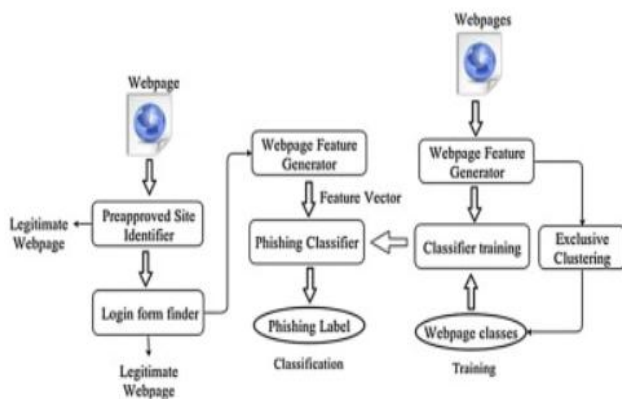 Webpages
Webpage
Webpage Feature
Generator
Webpage Feature
Generator
Feature Vector
Legitimate
Webpage
Preapproved Site
Identifier
Phishing Classifier
Classifier training
Exclusive
Clustering
Login form finder
Phishing Label
Webpage classes
Legitimate
Webpage
Classification
Training